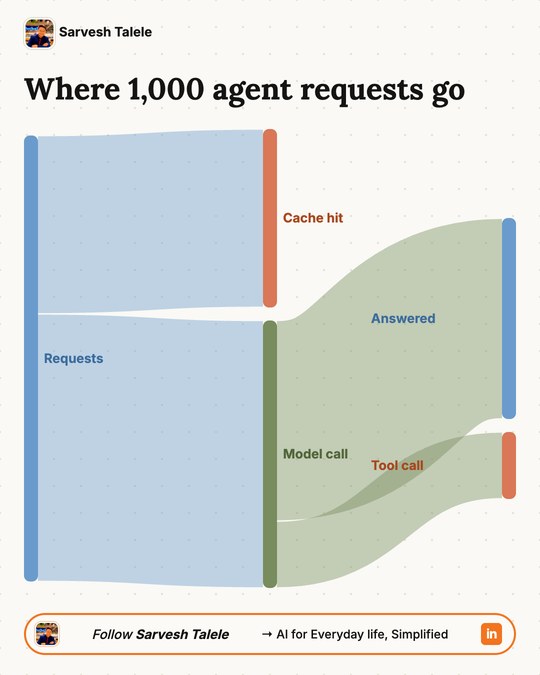 Sarvesh Talele
Where 1,000 agent requests go
Cache hit
Answered
Requests
Model call
Tool call
Follow Sarvesh Talele → AI for Everyday life, Simplified in